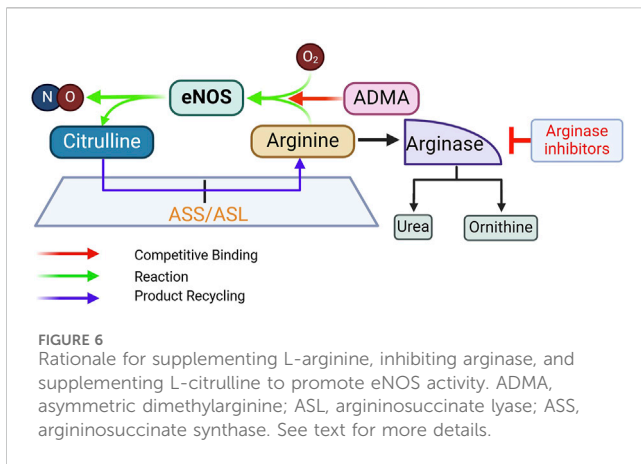 O₂
N O
eNOS
ADMA
Citrulline
Arginine
Arginase
Arginase
inhibitors
ASS/ASL
Urea
Ornithine
Competitive Binding
Reaction
Product Recycling
FIGURE 6
Rationale for supplementing L-arginine, inhibiting arginase, and
supplementing L-citrulline to promote eNOS activity. ADMA,
asymmetric dimethylarginine; ASL, argininosuccinate lyase; ASS,
argininosuccinate synthase. See text for more details.